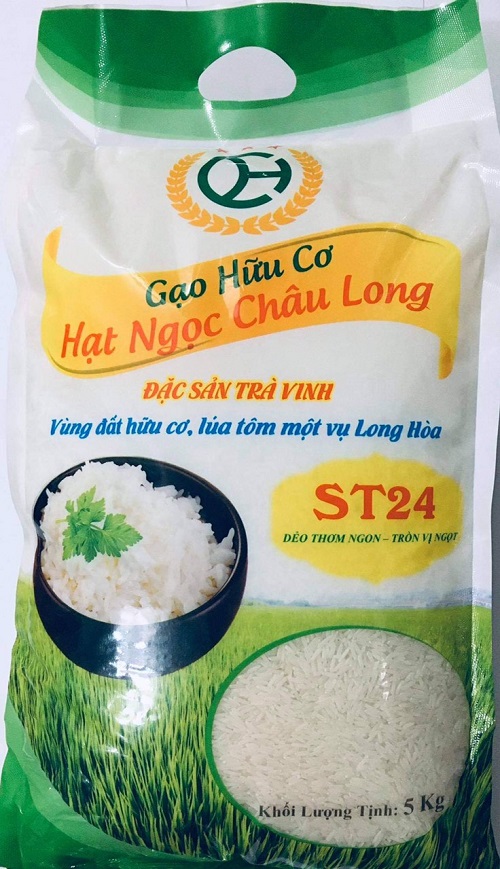 QCH
Gạo Hữu Cơ
Hạt Ngọc Châu Long
ĐẶC SẢN TRÀ VINH
Vùng đất hữu cơ, lúa tôm một vụ Long Hòa
ST24
DẺO THƠM NGON – TRÒN VỊ NGỌT
Khối Lượng Tịnh: 5 Kg